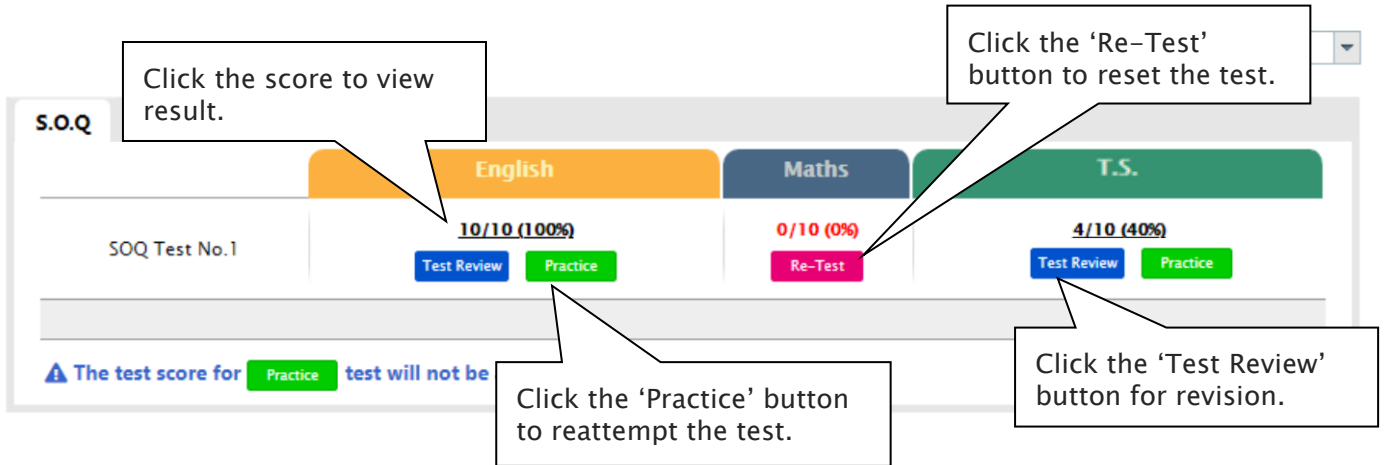 Click the score to view
result.
Click the ‘Re-Test’
button to reset the test.
S.O.Q
English
Maths
T.S.
SOQ Test No.1
10/10 (100%)
0/10 (0%)
4/10 (40%)
Test Review
Practice
Re-Test
Test Review
Practice
The test score for Practice test will not be
Click the ‘Practice’ button
to reattempt the test.
Click the ‘Test Review’
button for revision.